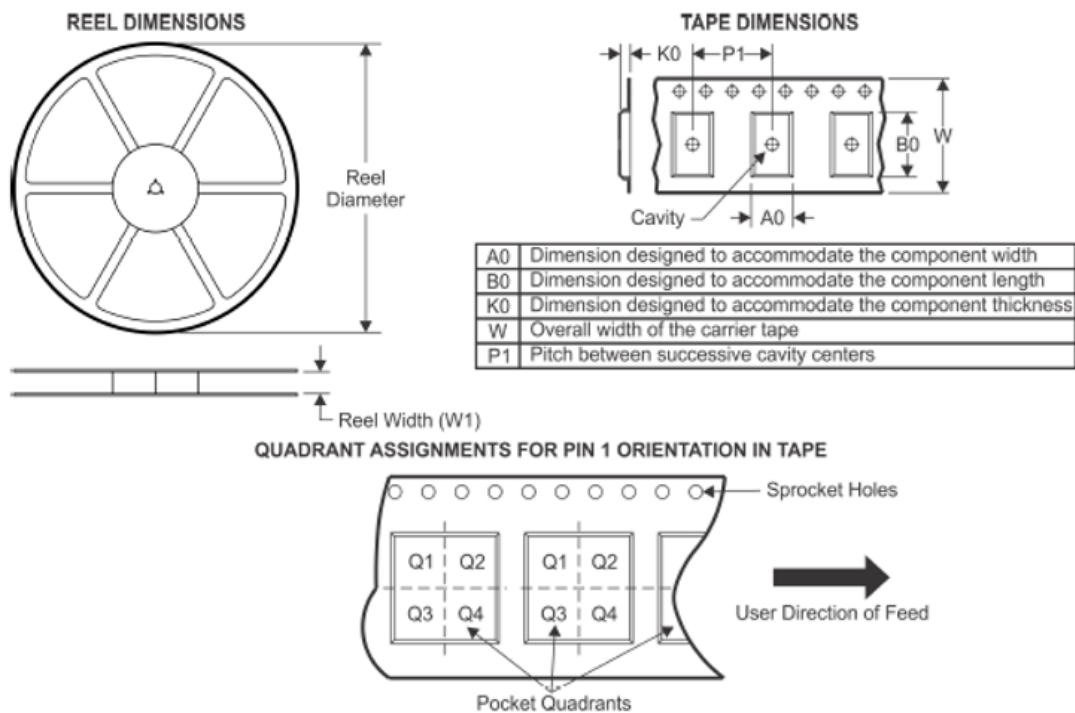 REEL DIMENSIONS
Reel
Diameter
Reel Width (W1)
TAPE DIMENSIONS
K0
P1
B0
W
Cavity
A0
A0 Dimension designed to accommodate the component width
B0 Dimension designed to accommodate the component length
K0 Dimension designed to accommodate the component thickness
W Overall width of the carrier tape
P1 Pitch between successive cavity centers
QUADRANT ASSIGNMENTS FOR PIN 1 ORIENTATION IN TAPE
Sprocket Holes
Q1 Q2 Q1 Q2
Q3 Q4 Q3 Q4
User Direction of Feed
Pocket Quadrants